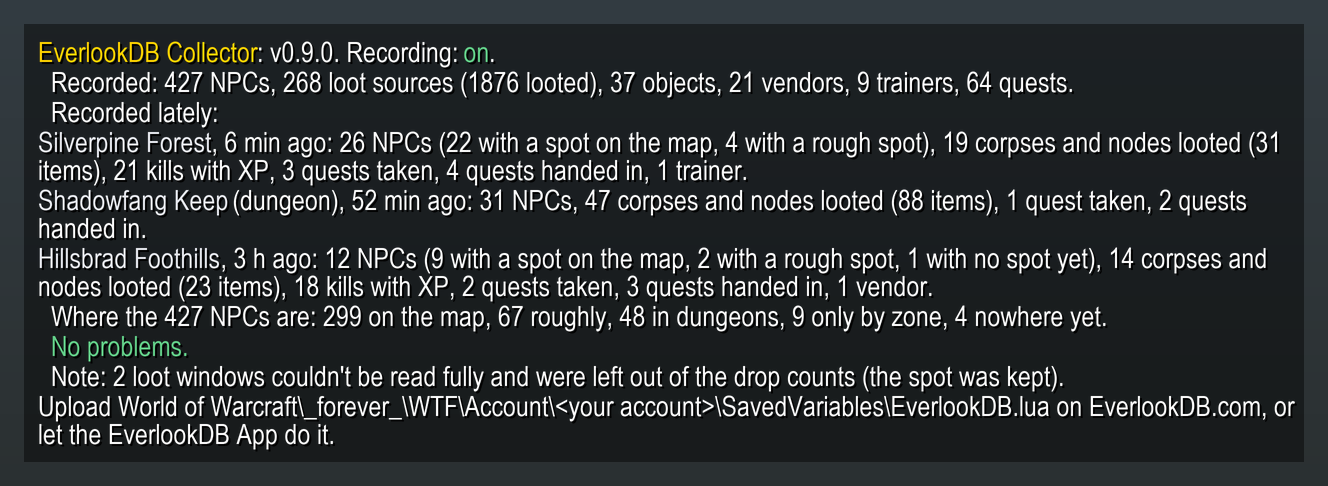 EverlookDB Collector: v0.9.0. Recording: on.
Recorded: 427 NPCs, 268 loot sources (1876 looted), 37 objects, 21 vendors, 9 trainers, 64 quests.
Recorded lately:
Silverpine Forest, 6 min ago: 26 NPCs (22 with a spot on the map, 4 with a rough spot), 19 corpses and nodes looted (31
items), 21 kills with XP, 3 quests taken, 4 quests handed in, 1 trainer.
Shadowfang Keep (dungeon), 52 min ago: 31 NPCs, 47 corpses and nodes looted (88 items), 1 quest taken, 2 quests
handed in.
Hillsbrad Foothills, 3 h ago: 12 NPCs (9 with a spot on the map, 2 with a rough spot, 1 with no spot yet), 14 corpses and
nodes looted (23 items), 18 kills with XP, 2 quests taken, 3 quests handed in, 1 vendor.
Where the 427 NPCs are: 299 on the map, 67 roughly, 48 in dungeons, 9 only by zone, 4 nowhere yet.
No problems.
Note: 2 loot windows couldn't be read fully and were left out of the drop counts (the spot was kept).
Upload World of Warcraft\_forever_\WTF\Account\<your account>\SavedVariables\EverlookDB.lua on EverlookDB.com, or
let the EverlookDB App do it.